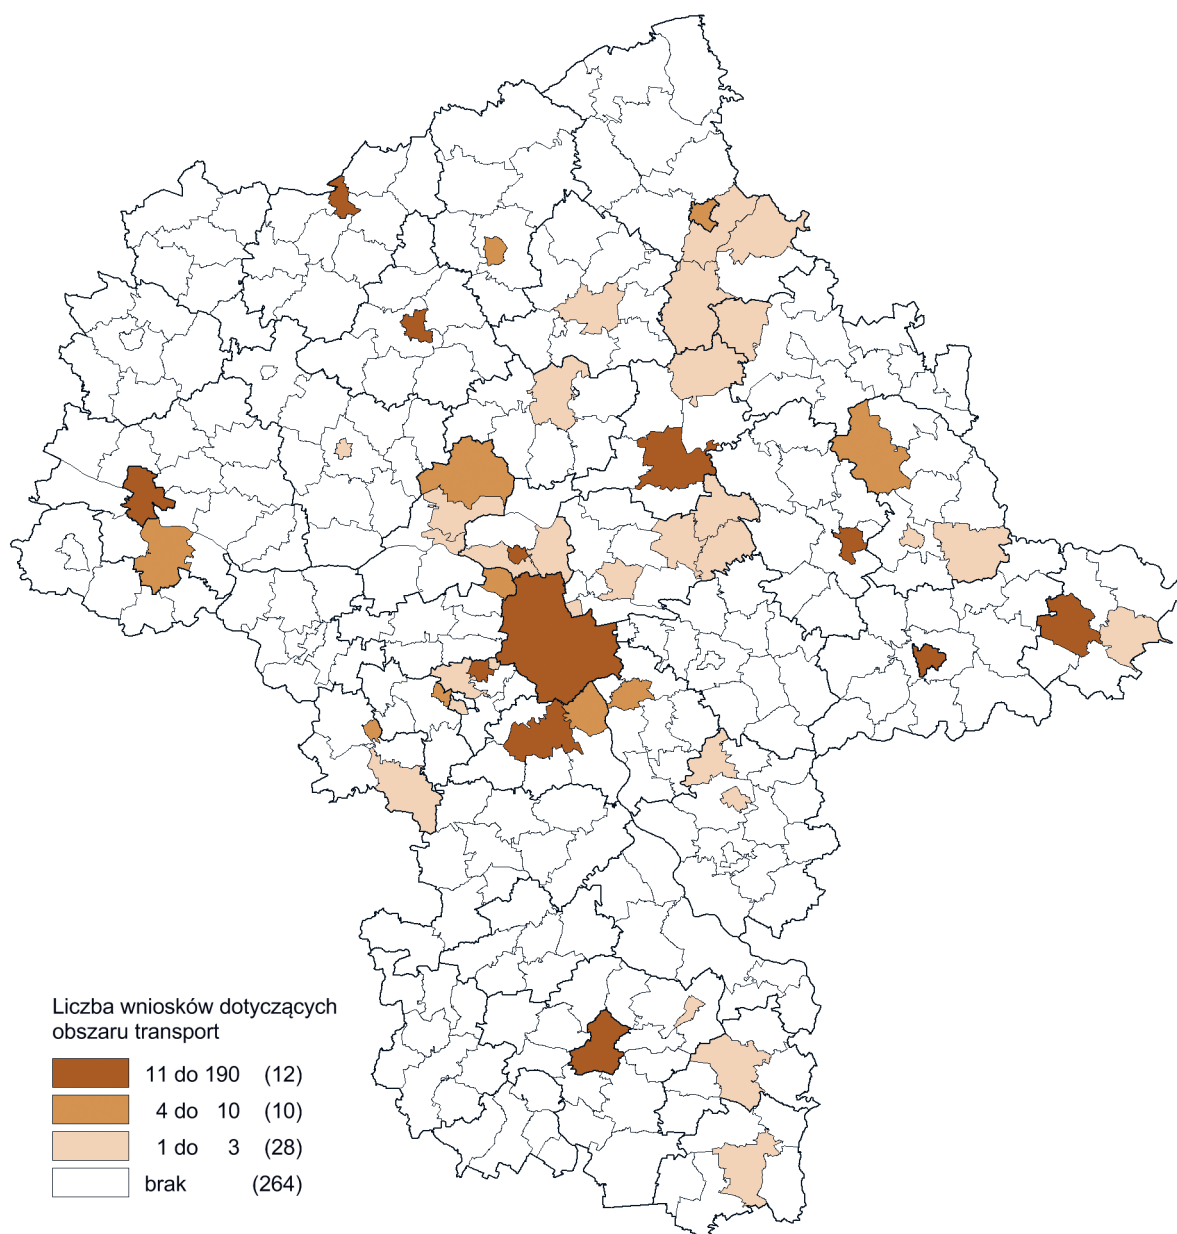 Liczba wniosków dotyczących
obszaru transport
11 do 190 (12)
4 do 10 (10)
1 do 3 (28)
brak (264)